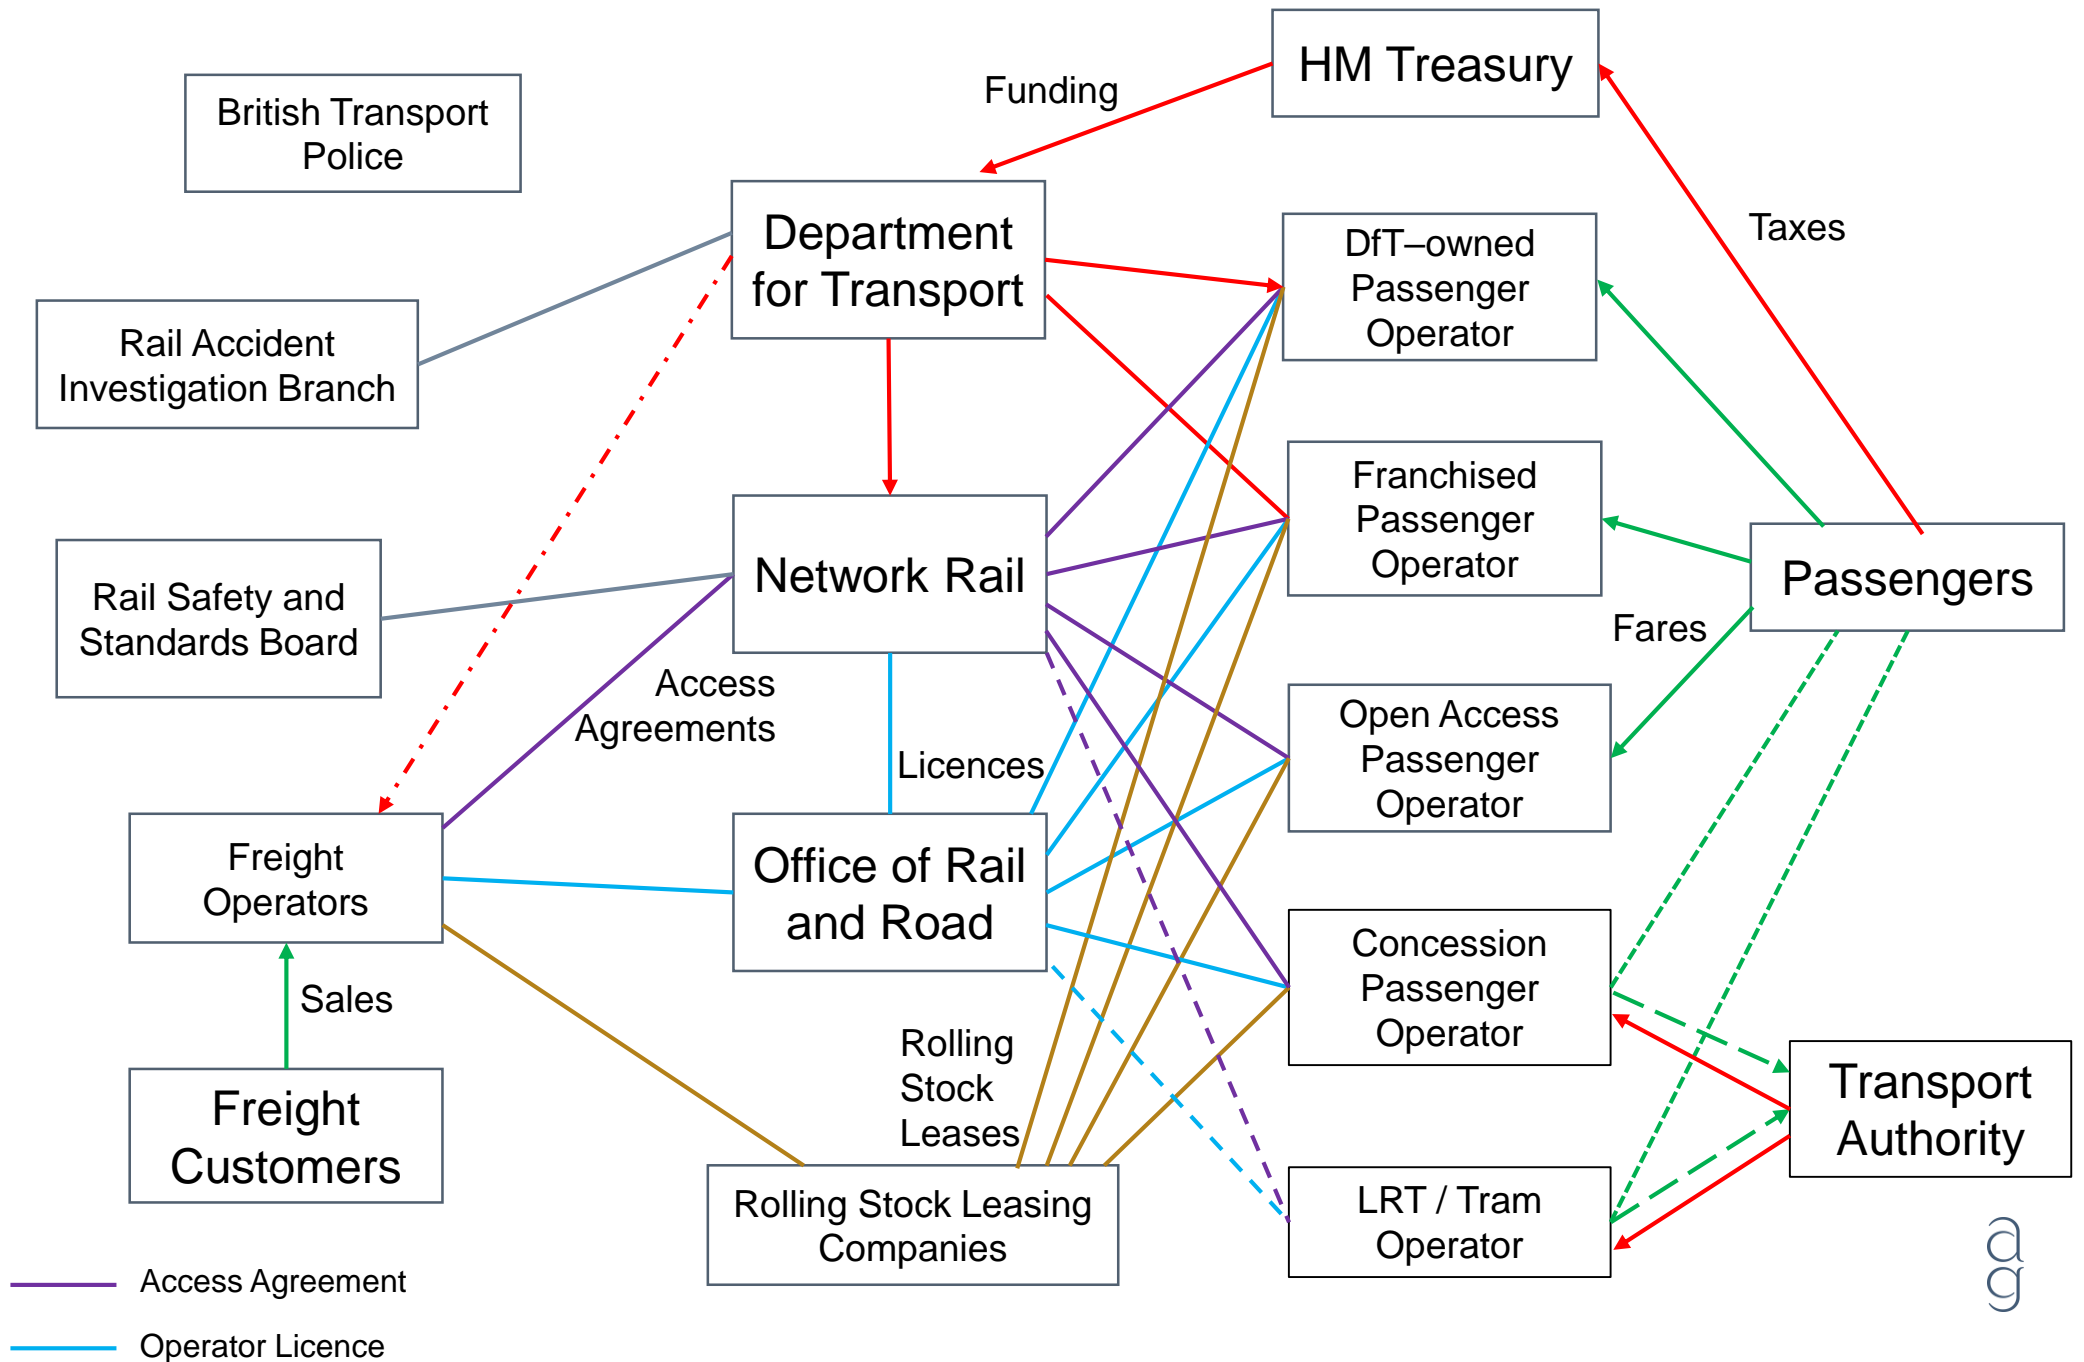 HM Treasury
Funding
British Transport
Police
Department
for Transport
DfT–owned
Passenger
Operator
Taxes
Rail Accident
Investigation Branch
Franchised
Passenger
Operator
Network Rail
Passengers
Rail Safety and
Standards Board
Fares
Access
Agreements
Licences
Open Access
Passenger
Operator
Freight
Operators
Office of Rail
and Road
Concession
Passenger
Operator
Sales
Rolling
Stock
Leases
Transport
Authority
Freight
Customers
Rolling Stock Leasing
Companies
LRT / Tram
Operator
a
g
Access Agreement
Operator Licence